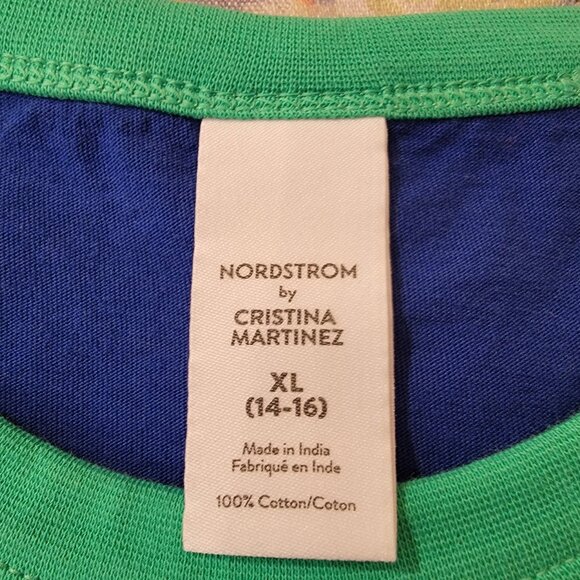 NORDSTROM
by
CRISTINA
MARTINEZ
XL
(14-16)
Made in India
Fabriqué en Inde
100% Cotton/Coton